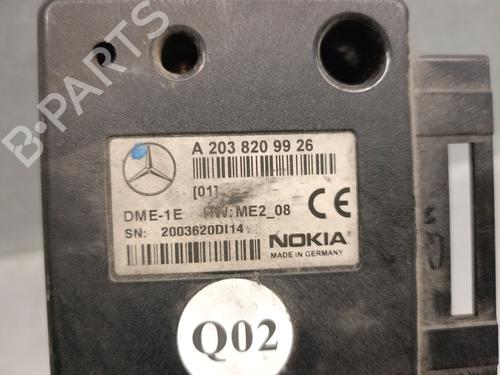 B-PARTS
A 203 820 99 26
[01]
DME-1E HW: ME2_08
SN: 2003620DI14
CE
NOKIA
MADE IN GERMANY
Q02